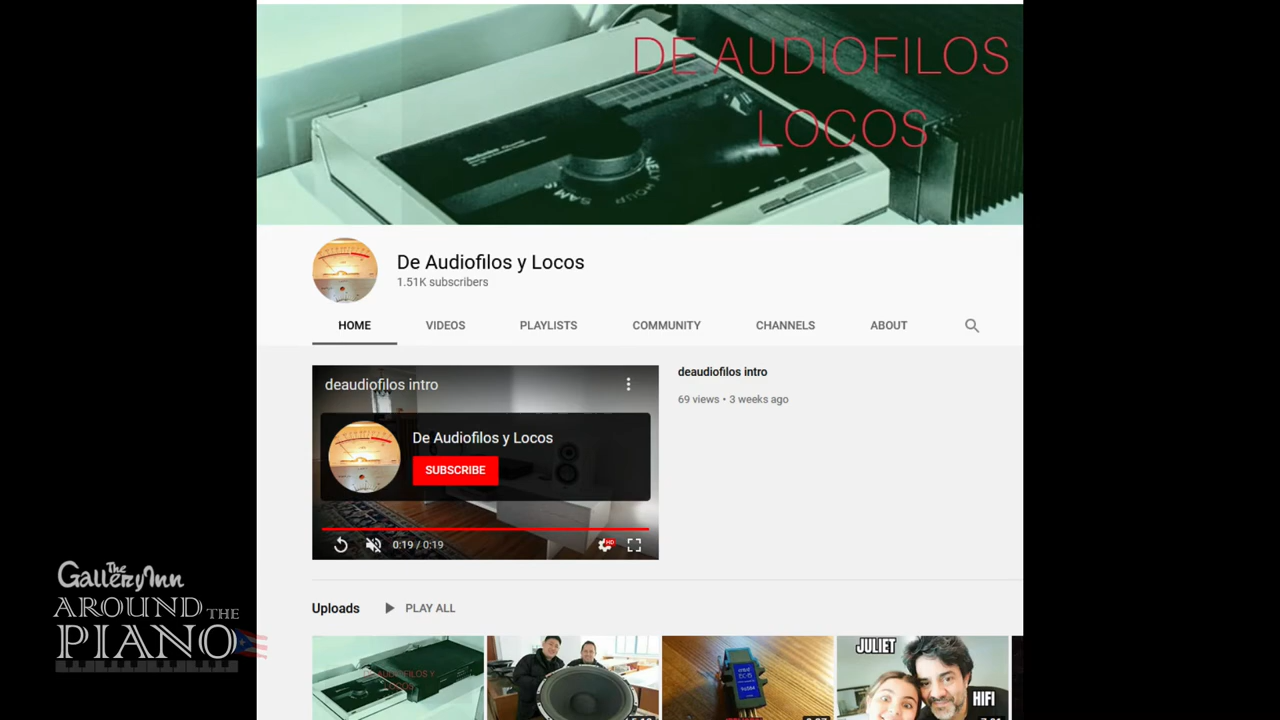 DE AUDIOFILOS
LOCOS
De Audiofilos y Locos
1.51K subscribers
HOME VIDEOS PLAYLISTS COMMUNITY CHANNELS ABOUT
deaudiofilos intro
De Audiofilos y Locos
SUBSCRIBE
0:19 / 0:19
HD
deaudiofilos intro
69 views • 3 weeks ago
Uploads PLAY ALL
JULIET
HIFI
The
GalleryInn
AROUND THE
PIANO